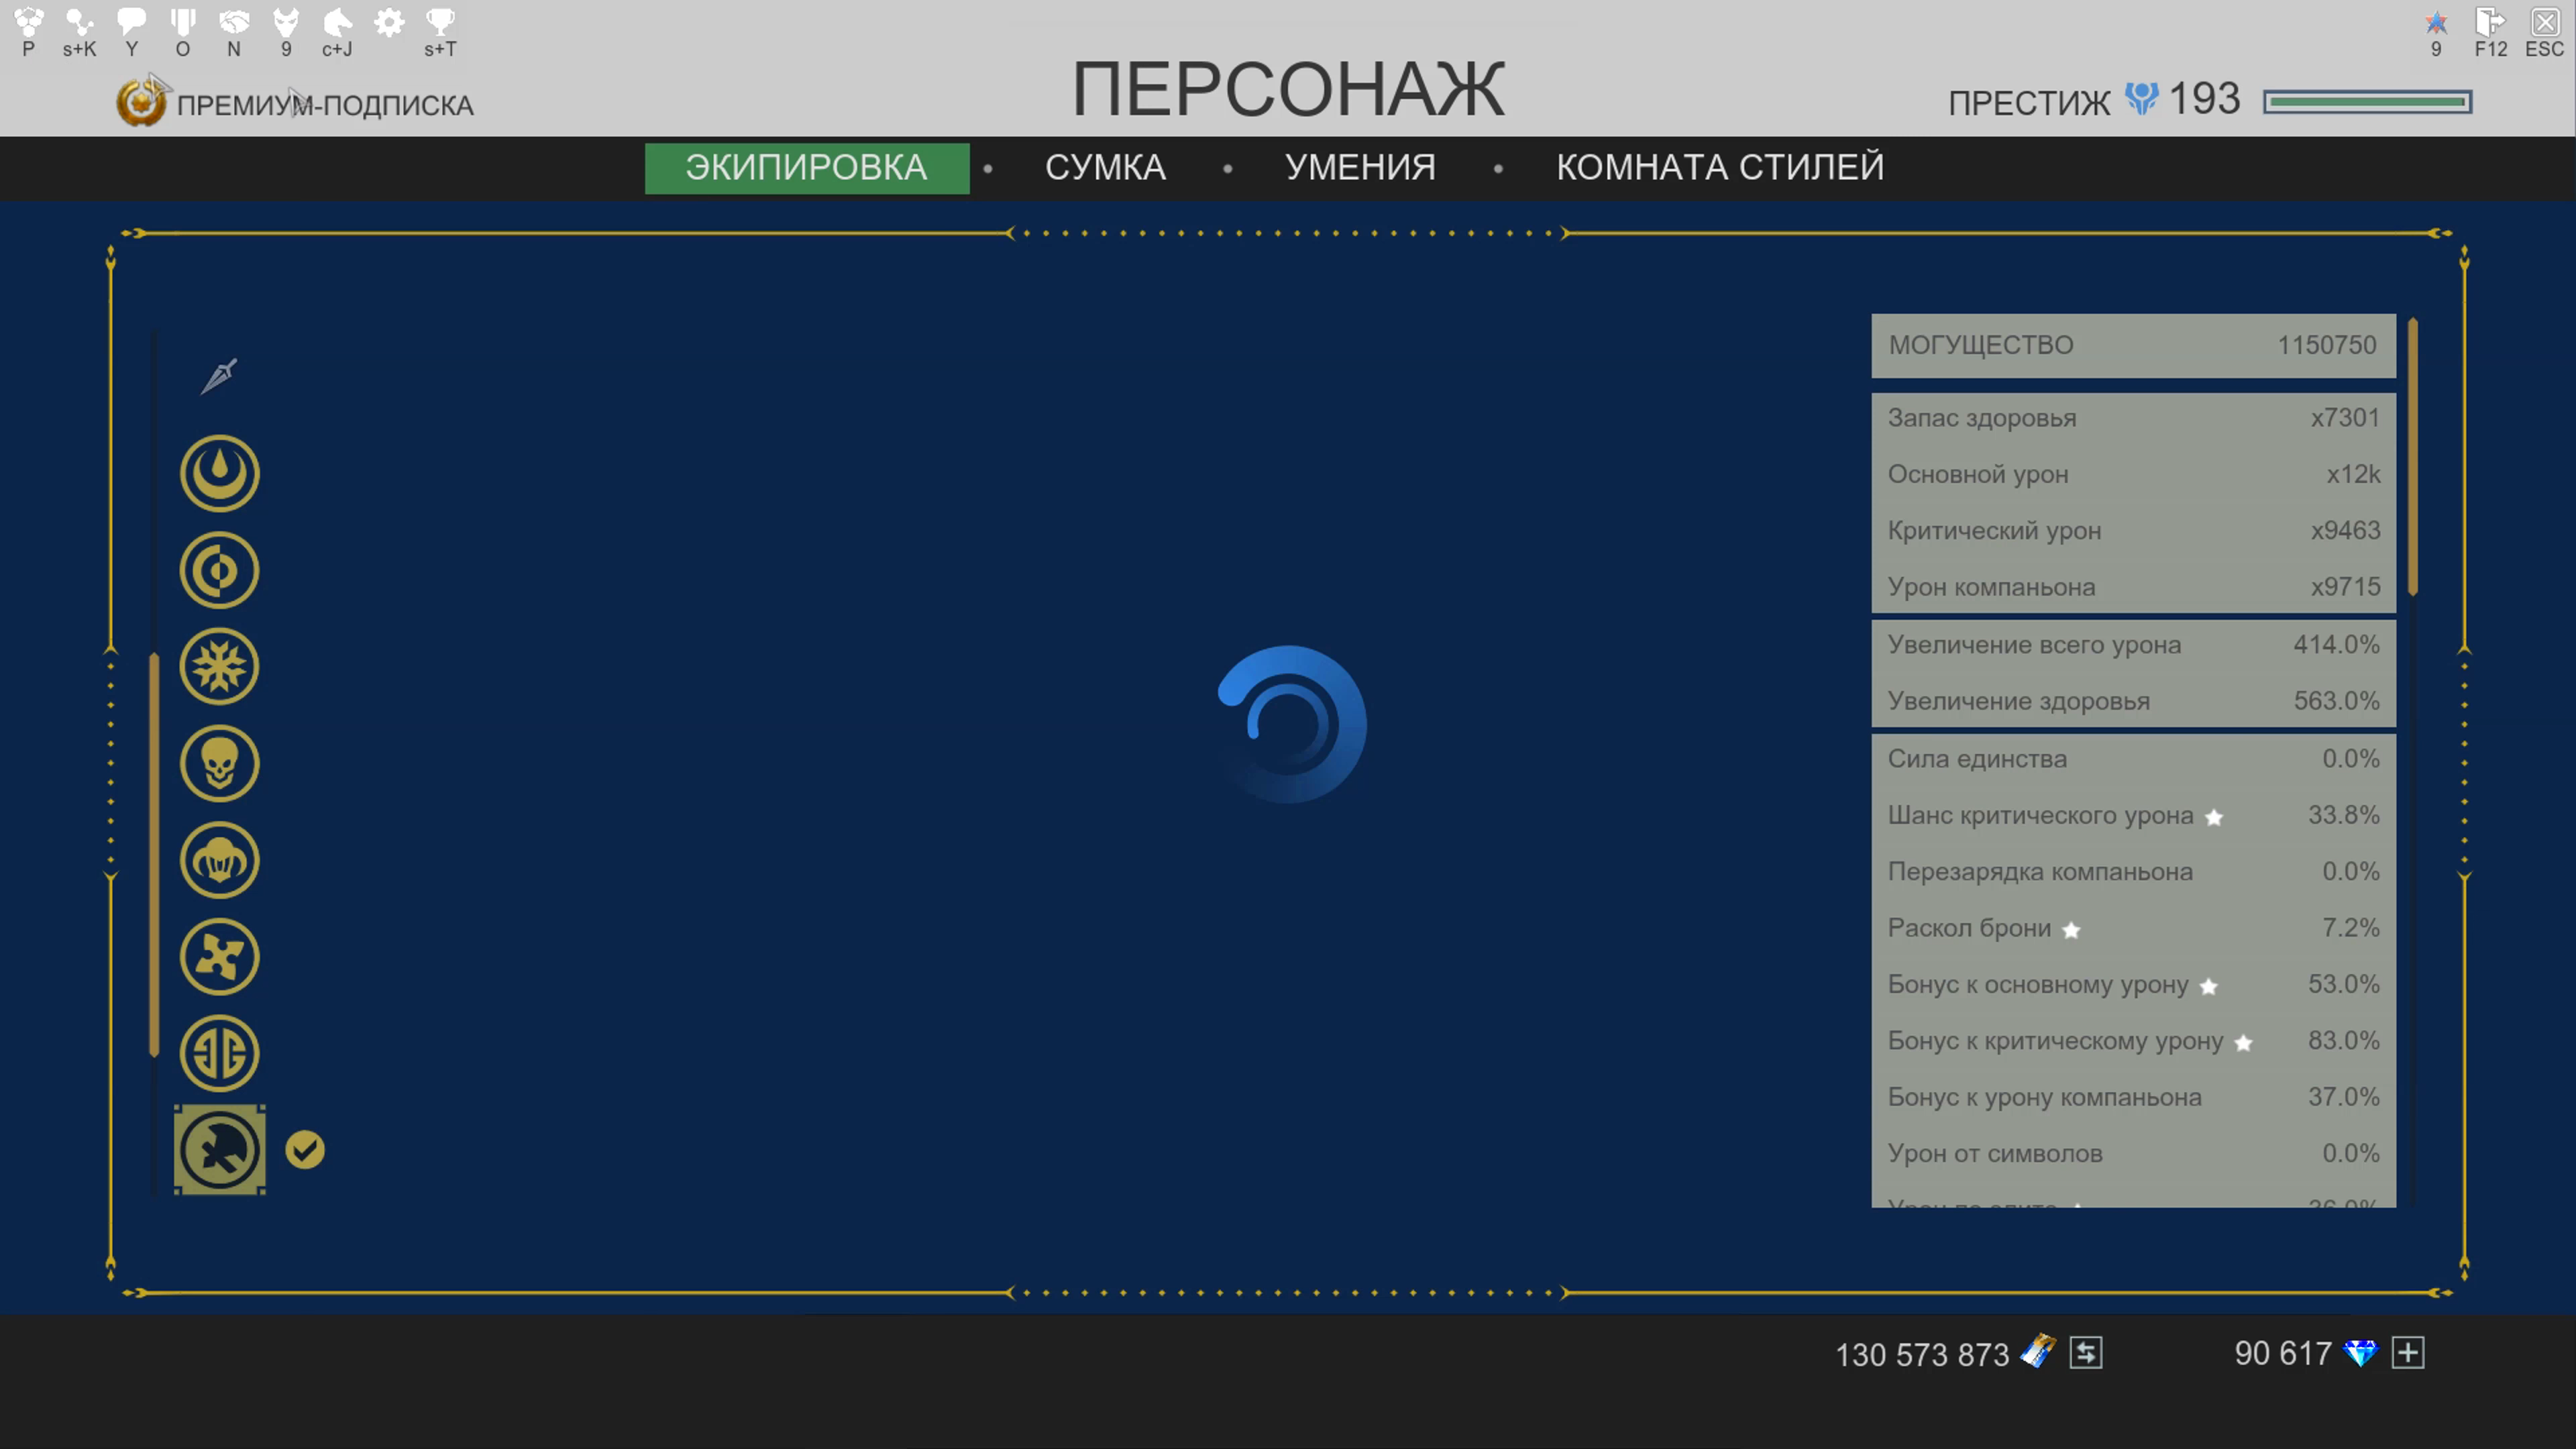 P s+K Y O N 9 c+J s+T
9 F12 ESC
ПРЕМИУМ-ПОДПИСКА
ПЕРСОНАЖ
ПРЕСТИЖ 193
ЭКИПИРОВКА • СУМКА • УМЕНИЯ • КОМНАТА СТИЛЕЙ
МОГУЩЕСТВО 1150750
Запас здоровья x7301
Основной урон x12k
Критический урон x9463
Урон компаньона x9715
Увеличение всего урона 414.0%
Увеличение здоровья 563.0%
Сила единства 0.0%
Шанс критического урона 33.8%
Перезарядка компаньона 0.0%
Раскол брони 7.2%
Бонус к основному урону 53.0%
Бонус к критическому урону 83.0%
Бонус к урону компаньона 37.0%
Урон от символов 0.0%
130 573 873
90 617